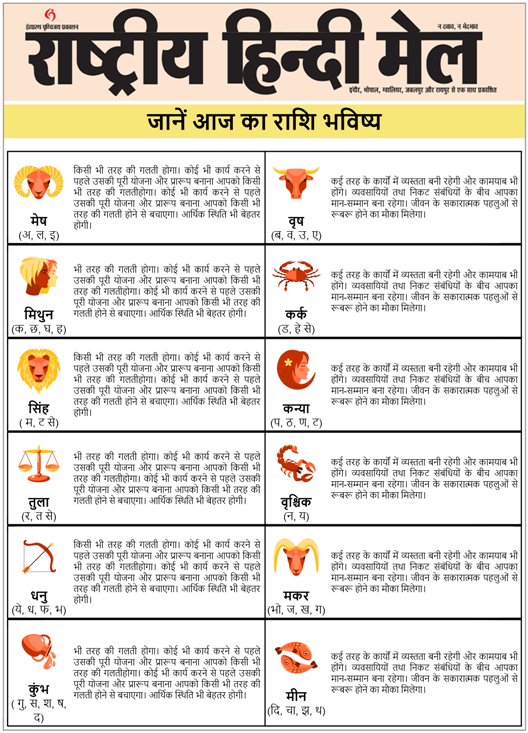 इंद्रास्त्र पृथ्विजय प्रकाशन
न दबाव, न भेदभाव
राष्ट्रीय हिन्दी मेल
इंदौर, भोपाल, ग्वालियर, जबलपुर और रायपुर से एक साथ प्रकाशित
जानें आज का राशि भविष्य
किसी भी तरह की गलती होगा। कोई भी कार्य करने से
पहले उसकी पूरी योजना और प्रारूप बनाना आपको किसी
भी तरह की गलतीहोगा। कोई भी कार्य करने से पहले
उसकी पूरी योजना और प्रारूप बनाना आपको किसी भी
तरह की गलती होने से बचाएगा। आर्थिक स्थिति भी बेहतर
होगी।
मेष
(अ, ल, इ)
कई तरह के कार्यों में व्यस्तता बनी रहेगी और कामयाब भी
होंगे। व्यवसायियों तथा निकट संबंधियों के बीच आपका
मान-सम्मान बना रहेगा। जीवन के सकारात्मक पहलुओं से
रूबरू होने का मोका मिलेगा।
वृष
(ब, व, उ, ए)
भी तरह की गलती होगा। कोई भी कार्य करने से पहले
उसकी पूरी योजना और प्रारूप बनाना आपको किसी भी
तरह की गलतीहोगा। कोई भी कार्य करने से पहले उसकी
पूरी योजना और प्रारूप बनाना आपको किसी भी तरह की
गलती होने से बचाएगा। आर्थिक स्थिति भी बेहतर होगी।
मिथुन
(क, छ, घ, ह)
कई तरह के कार्यों में व्यस्तता बनी रहेगी और कामयाब भी
होंगे। व्यवसायियों तथा निकट संबंधियों के बीच आपका
मान-सम्मान बना रहेगा। जीवन के सकारात्मक पहलुओं से
रूबरू होने का मोका मिलेगा।
कर्क
(ड, हे से)
किसी भी तरह की गलती होगा। कोई भी कार्य करने से
पहले उसकी पूरी योजना और प्रारूप बनाना आपको किसी
भी तरह की गलतीहोगा। कोई भी कार्य करने से पहले
उसकी पूरी योजना और प्रारूप बनाना आपको किसी भी
तरह की गलती होने से बचाएगा। आर्थिक स्थिति भी बेहतर
होगी।
सिंह
( म, ट से)
कई तरह के कार्यों में व्यस्तता बनी रहेगी और कामयाब भी
होंगे। व्यवसायियों तथा निकट संबंधियों के बीच आपका
मान-सम्मान बना रहेगा। जीवन के सकारात्मक पहलुओं से
रूबरू होने का मोका मिलेगा।
कन्या
(प, ठ, ण, ट)
भी तरह की गलती होगा। कोई भी कार्य करने से पहले
उसकी पूरी योजना और प्रारूप बनाना आपको किसी भी
तरह की गलतीहोगा। कोई भी कार्य करने से पहले उसकी
पूरी योजना और प्रारूप बनाना आपको किसी भी तरह की
गलती होने से बचाएगा। आर्थिक स्थिति भी बेहतर होगी।
तुला
(र, त से)
कई तरह के कार्यों में व्यस्तता बनी रहेगी और कामयाब भी
होंगे। व्यवसायियों तथा निकट संबंधियों के बीच आपका
मान-सम्मान बना रहेगा। जीवन के सकारात्मक पहलुओं से
रूबरू होने का मोका मिलेगा।
वृश्चिक
(न, य)
किसी भी तरह की गलती होगा। कोई भी कार्य करने से
पहले उसकी पूरी योजना और प्रारूप बनाना आपको किसी
भी तरह की गलतीहोगा। कोई भी कार्य करने से पहले
उसकी पूरी योजना और प्रारूप बनाना आपको किसी भी
तरह की गलती होने से बचाएगा। आर्थिक स्थिति भी बेहतर
होगी।
धनु
(ये, ध, फ, भ)
कई तरह के कार्यों में व्यस्तता बनी रहेगी और कामयाब भी
होंगे। व्यवसायियों तथा निकट संबंधियों के बीच आपका
मान-सम्मान बना रहेगा। जीवन के सकारात्मक पहलुओं से
रूबरू होने का मोका मिलेगा।
मकर
(भो, ज, ख, ग)
भी तरह की गलती होगा। कोई भी कार्य करने से पहले
उसकी पूरी योजना और प्रारूप बनाना आपको किसी भी
तरह की गलतीहोगा। कोई भी कार्य करने से पहले उसकी
पूरी योजना और प्रारूप बनाना आपको किसी भी तरह की
गलती होने से बचाएगा। आर्थिक स्थिति भी बेहतर होगी।
कुंभ
( गु, स, श, ष,
द)
कई तरह के कार्यों में व्यस्तता बनी रहेगी और कामयाब भी
होंगे। व्यवसायियों तथा निकट संबंधियों के बीच आपका
मान-सम्मान बना रहेगा। जीवन के सकारात्मक पहलुओं से
रूबरू होने का मोका मिलेगा।
मीन
(दि, चा, झ, थ)